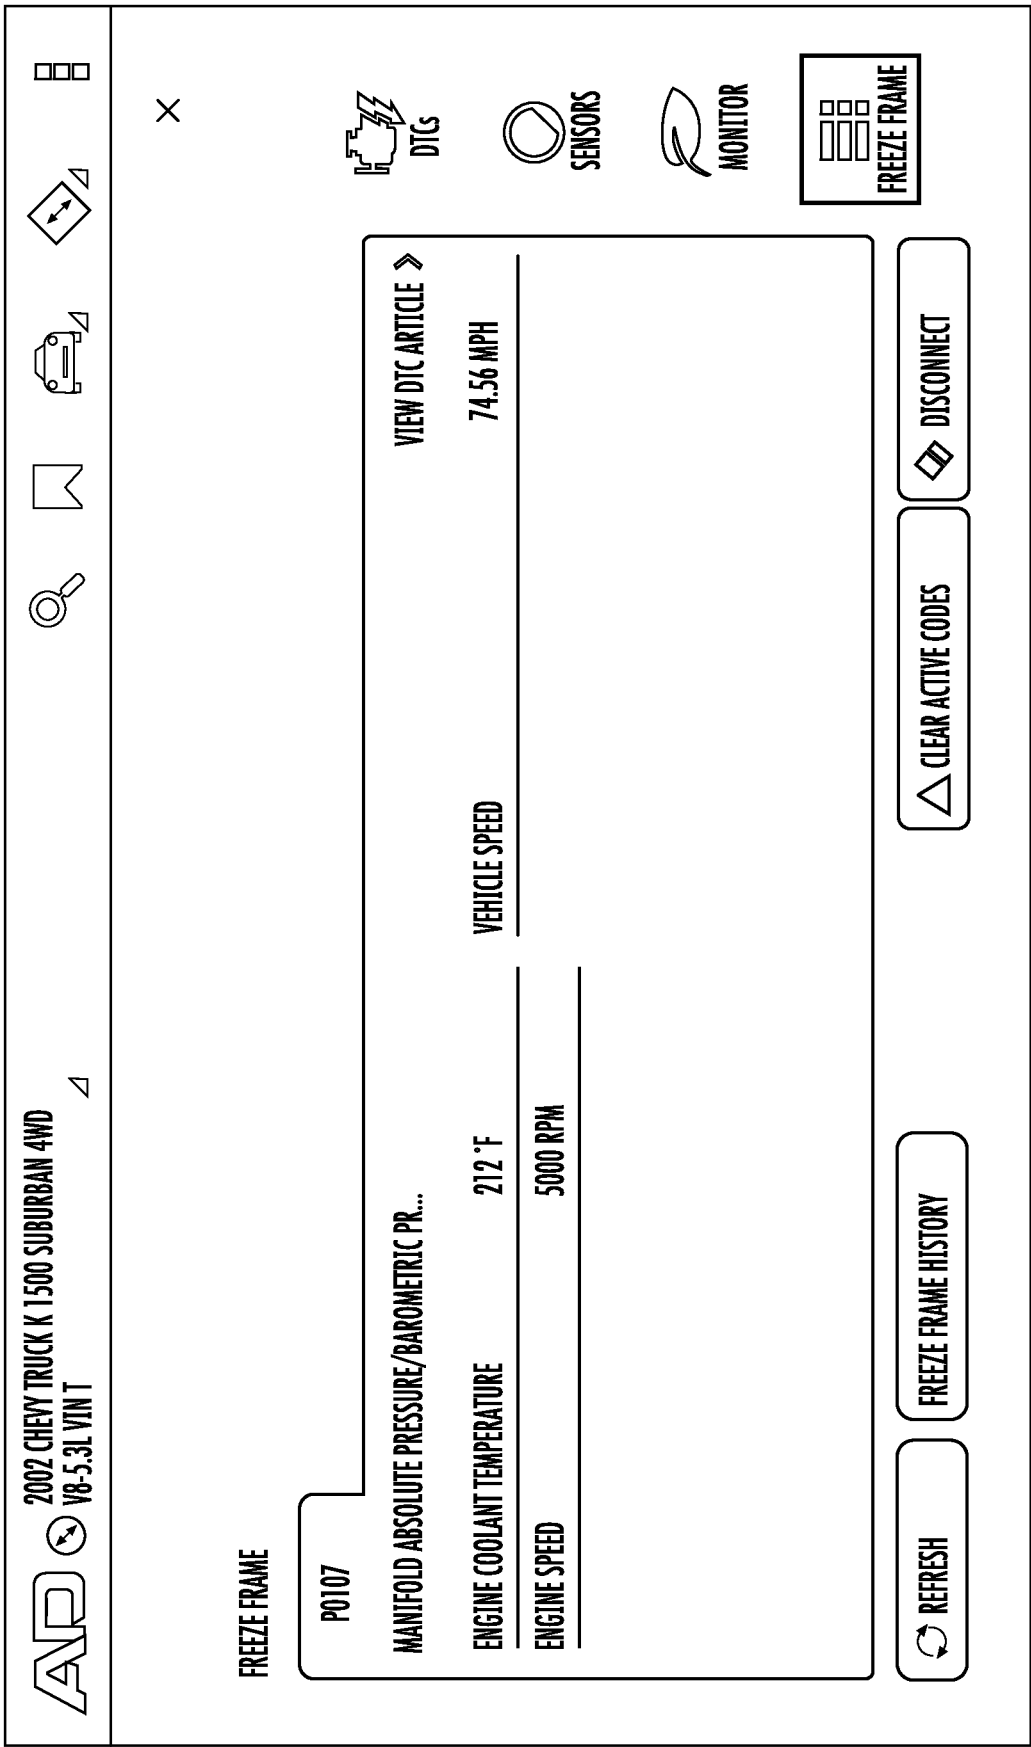 AD
2002 CHEVY TRUCK K 1500 SUBURBAN 4WD
V8-5.3L VIN T
FREEZE FRAME
P0107
MANIFOLD ABSOLUTE PRESSURE/BAROMETRIC PR...
VIEW DTC ARTICLE
ENGINE COOLANT TEMPERATURE 212 °F
VEHICLE SPEED 74.56 MPH
ENGINE SPEED 5000 RPM
DTCs
SENSORS
MONITOR
FREEZE FRAME
REFRESH
FREEZE FRAME HISTORY
CLEAR ACTIVE CODES
DISCONNECT